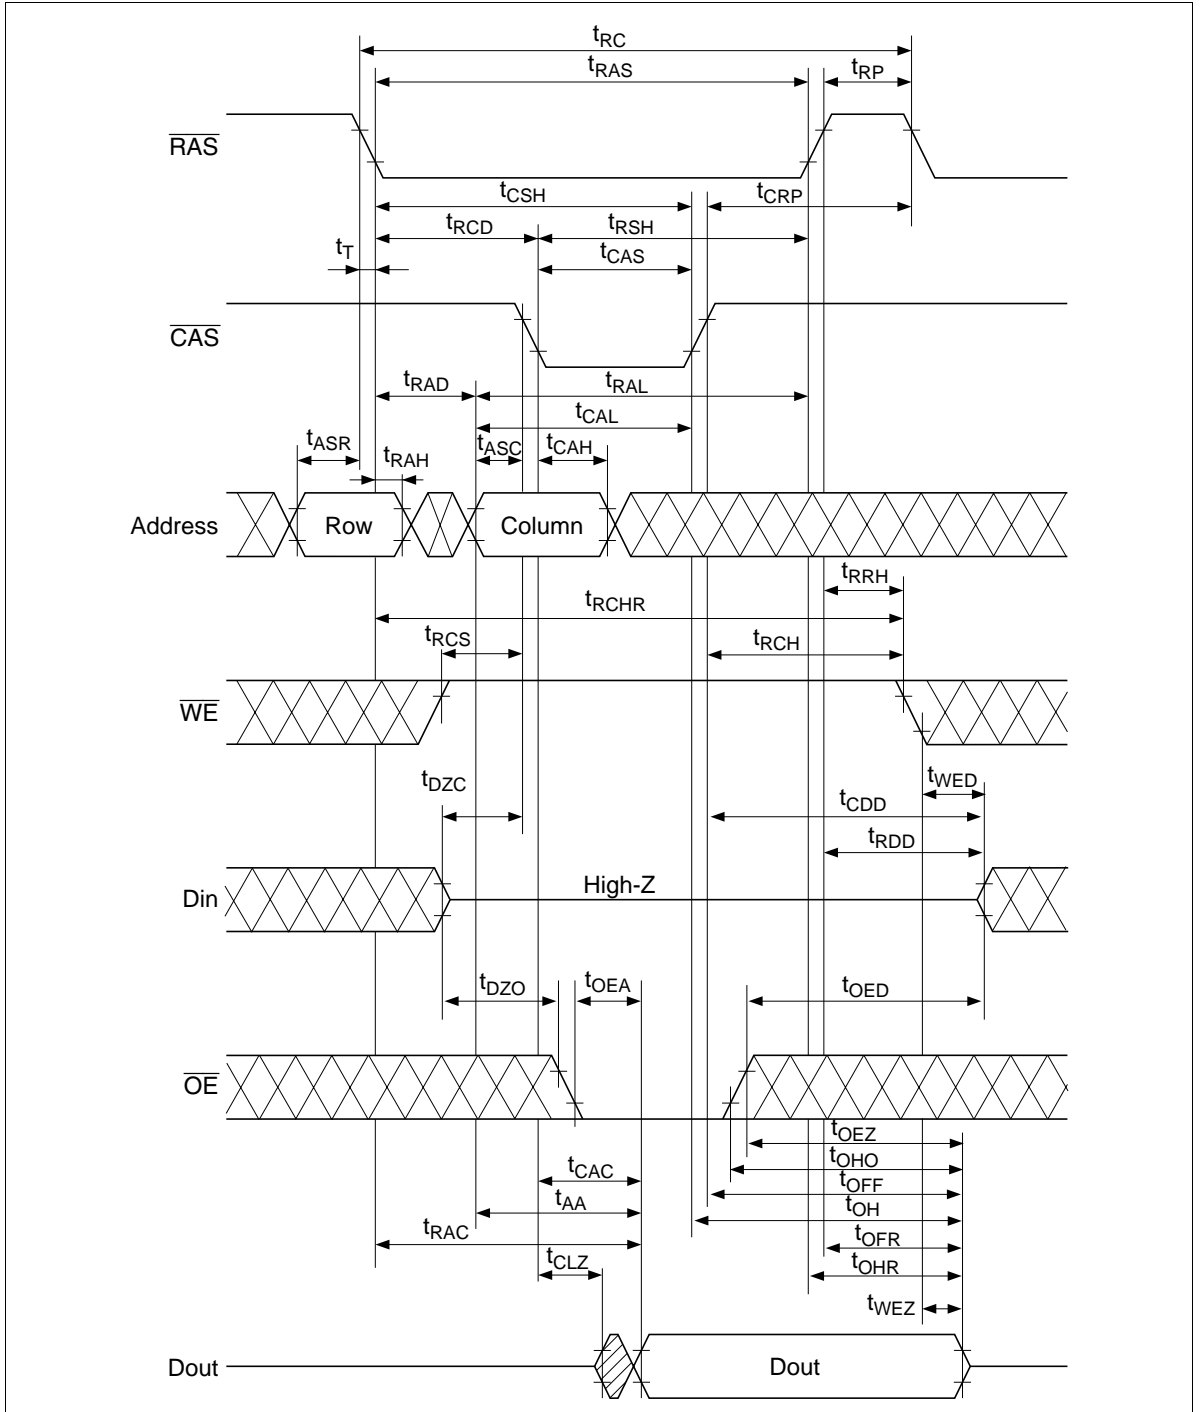 tRC
tRAS
tRP
RAS
tCSH
tCRP
tRCD
tRSH
tT
tCAS
CAS
tRAD
tRAL
tCAL
tASR
tRAH
tASC
tCAH
Address
Row
Column
tRRH
tRCHR
tRCS
tRCH
WE
tDZC
tWED
tCDD
tRDD
Din
High-Z
tDZO
tOEA
tOED
OE
tOEZ
tOHO
tCAC
tOFF
tAA
tOH
tRAC
tOFR
tCLZ
tOHR
tWEZ
Dout
Dout